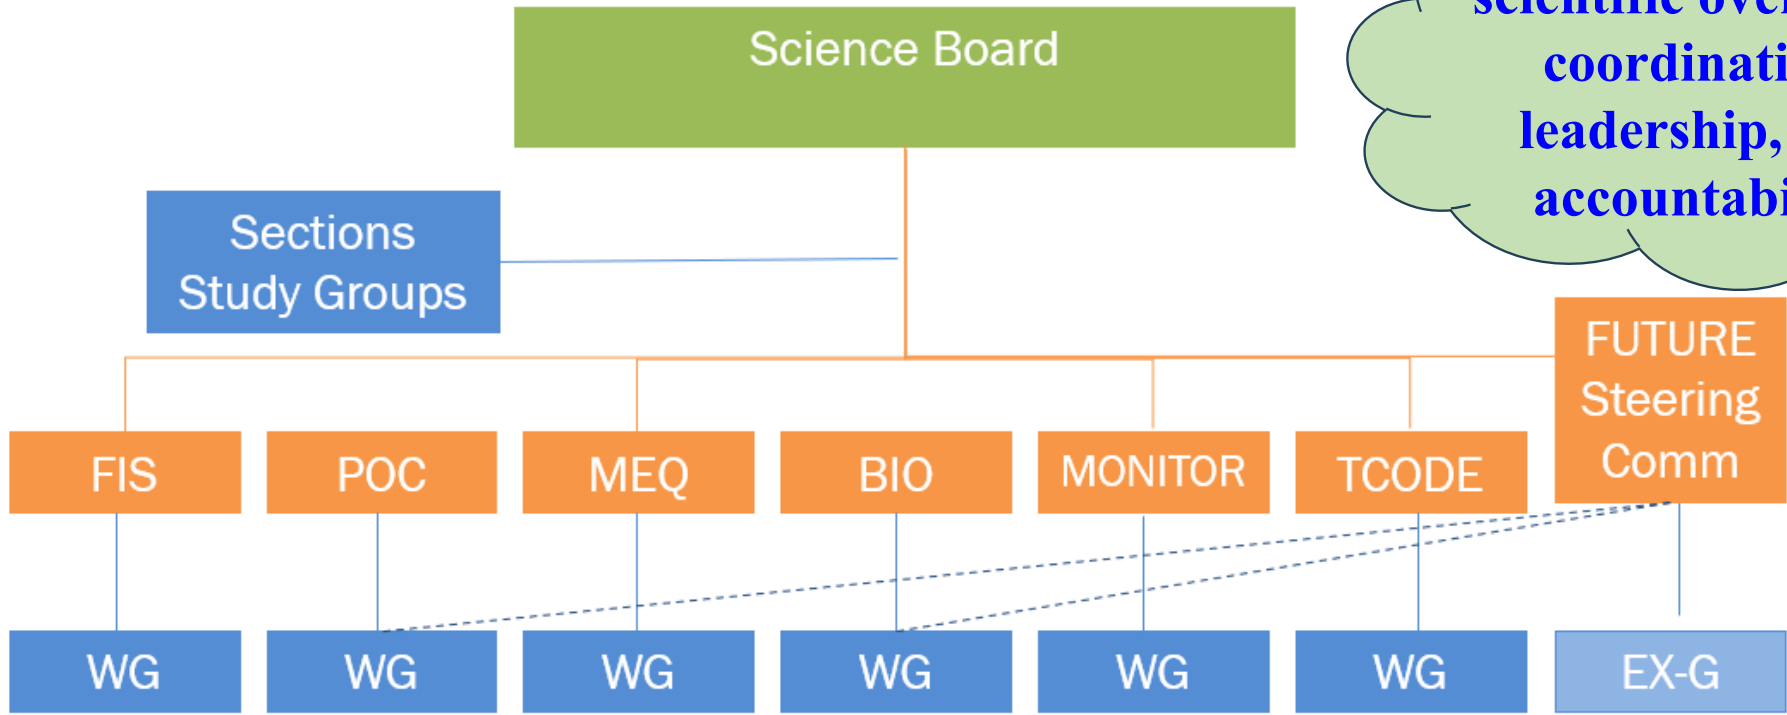 Science Board
coordinati
leadership,
accountabi
Sections
Study Groups
FUTURE
Steering
Comm
FIS
POC
MEQ
BIO
MONITOR
TCODE
WG
WG
WG
WG
WG
WG
EX-G